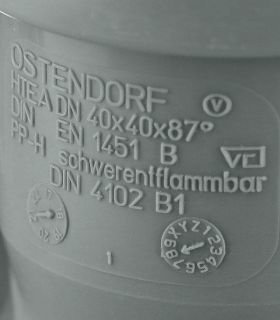 OSTENDORF V
HTEA DN 40x40x87°
DIN EN 1451 B
PP-H schwerentflammbar
DIN 4102 B1
1